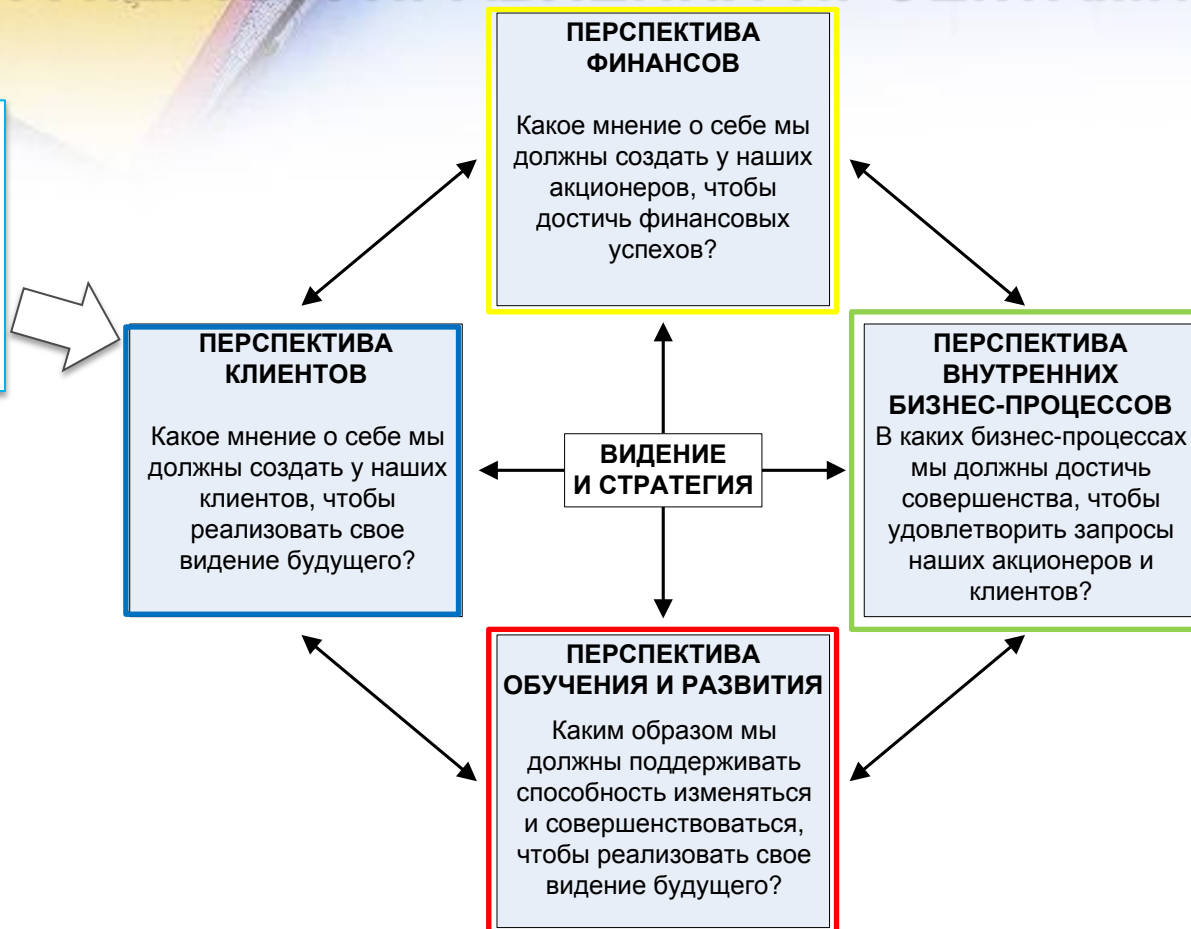 ПЕРСПЕКТИВА
ФИНАНСОВ
Какое мнение о себе мы
должны создать у наших
акционеров, чтобы
достичь финансовых
успехов?
ПЕРСПЕКТИВА
КЛИЕНТОВ
Какое мнение о себе мы
должны создать у наших
клиентов, чтобы
реализовать свое
видение будущего?
ВИДЕНИЕ
И СТРАТЕГИЯ
ПЕРСПЕКТИВА
ВНУТРЕННИХ
БИЗНЕС-ПРОЦЕССОВ
В каких бизнес-процессах
мы должны достичь
совершенства, чтобы
удовлетворить запросы
наших акционеров и
клиентов?
ПЕРСПЕКТИВА
ОБУЧЕНИЯ И РАЗВИТИЯ
Каким образом мы
должны поддерживать
способность изменяться
и совершенствоваться,
чтобы реализовать свое
видение будущего?